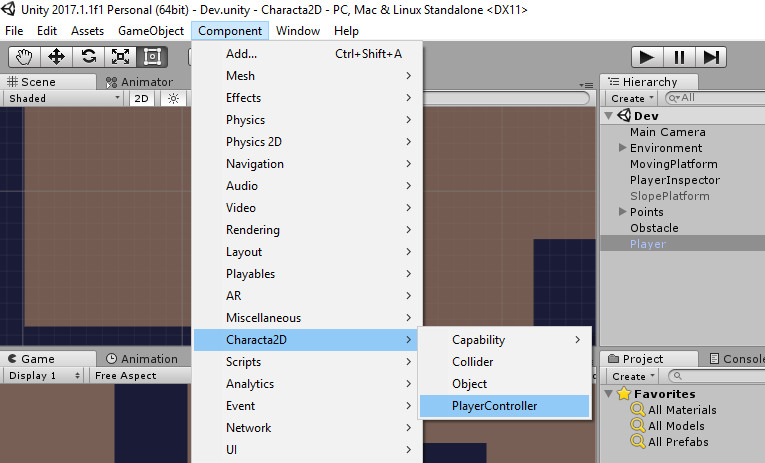 Unity 2017.1.1f1 Personal (64bit) - Dev.unity - Characta2D - PC, Mac & Linux Standalone <DX11>
File Edit Assets GameObject Component Window Help
Scene Animator
Shaded 2D
Add... Ctrl+Shift+A
Mesh
Effects
Physics
Physics 2D
Navigation
Audio
Video
Rendering
Layout
Playables
AR
Miscellaneous
Characta2D
Scripts
Analytics
Event
Network
UI
Capability
Collider
Object
PlayerController
Hierarchy
Create All
Dev
Main Camera
Environment
MovingPlatform
PlayerInspector
SlopePlatform
Points
Obstacle
Player
Game Animation
Display 1 Free Aspect
Project Console
Create
Favorites
All Materials
All Models
All Prefabs